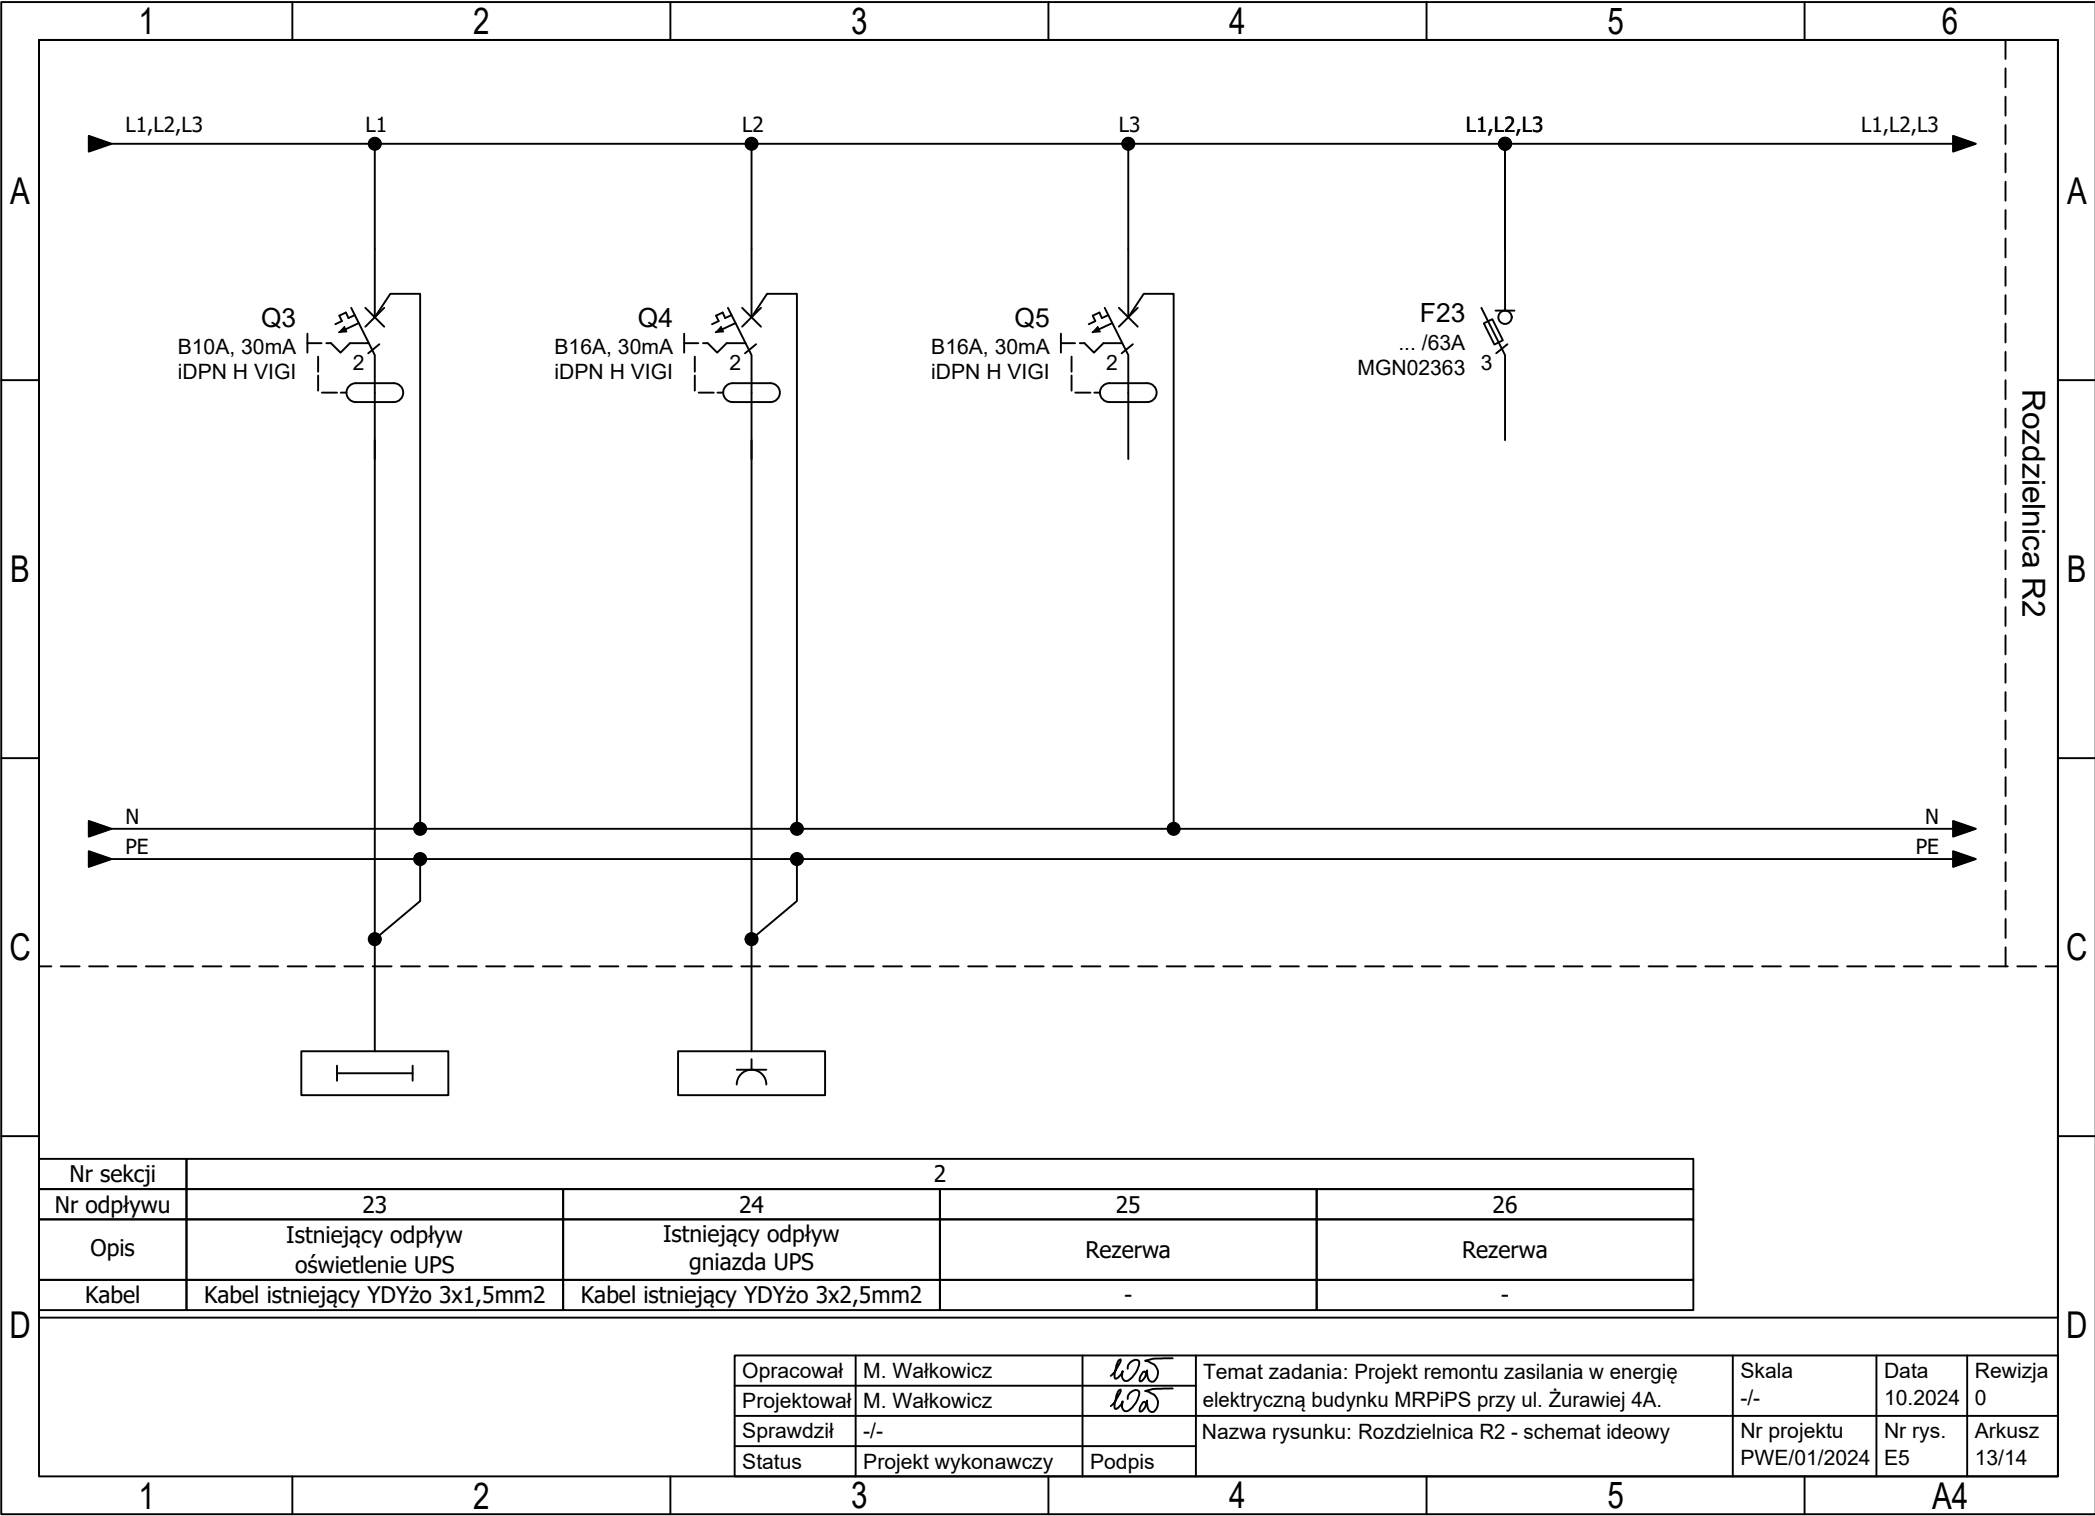 1 2 3 4 5 6
L1,L2,L3 L1 L2 L3 L1,L2,L3 L1,L2,L3
A A
Q3
B10A, 30mA
iDPN H VIGI
2
Q4
B16A, 30mA
iDPN H VIGI
2
Q5
B16A, 30mA
iDPN H VIGI
2
F23
... /63A
MGN02363
3
Rozdzielnica R2
B B
N N
PE PE
C C
Nr sekcji 2
Nr odpływu 23 24 25 26
Opis
Istniejący odpływ
oświetlenie UPS
Istniejący odpływ
gniazda UPS
Rezerwa
Rezerwa
Kabel Kabel istniejący YDYżo 3x1,5mm2 Kabel istniejący YDYżo 3x2,5mm2 - -
D D
Opracował M. Wałkowicz
Projektował M. Wałkowicz
Sprawdził -/-
Status Projekt wykonawczy Podpis
Temat zadania: Projekt remontu zasilania w energię
elektryczną budynku MRPiPS przy ul. Żurawiej 4A.
Nazwa rysunku: Rozdzielnica R2 - schemat ideowy
Skala
-/-
Data
10.2024
Rewizja
0
Nr projektu
PWE/01/2024
Nr rys.
E5
Arkusz
13/14
1 2 3 4 5 A4